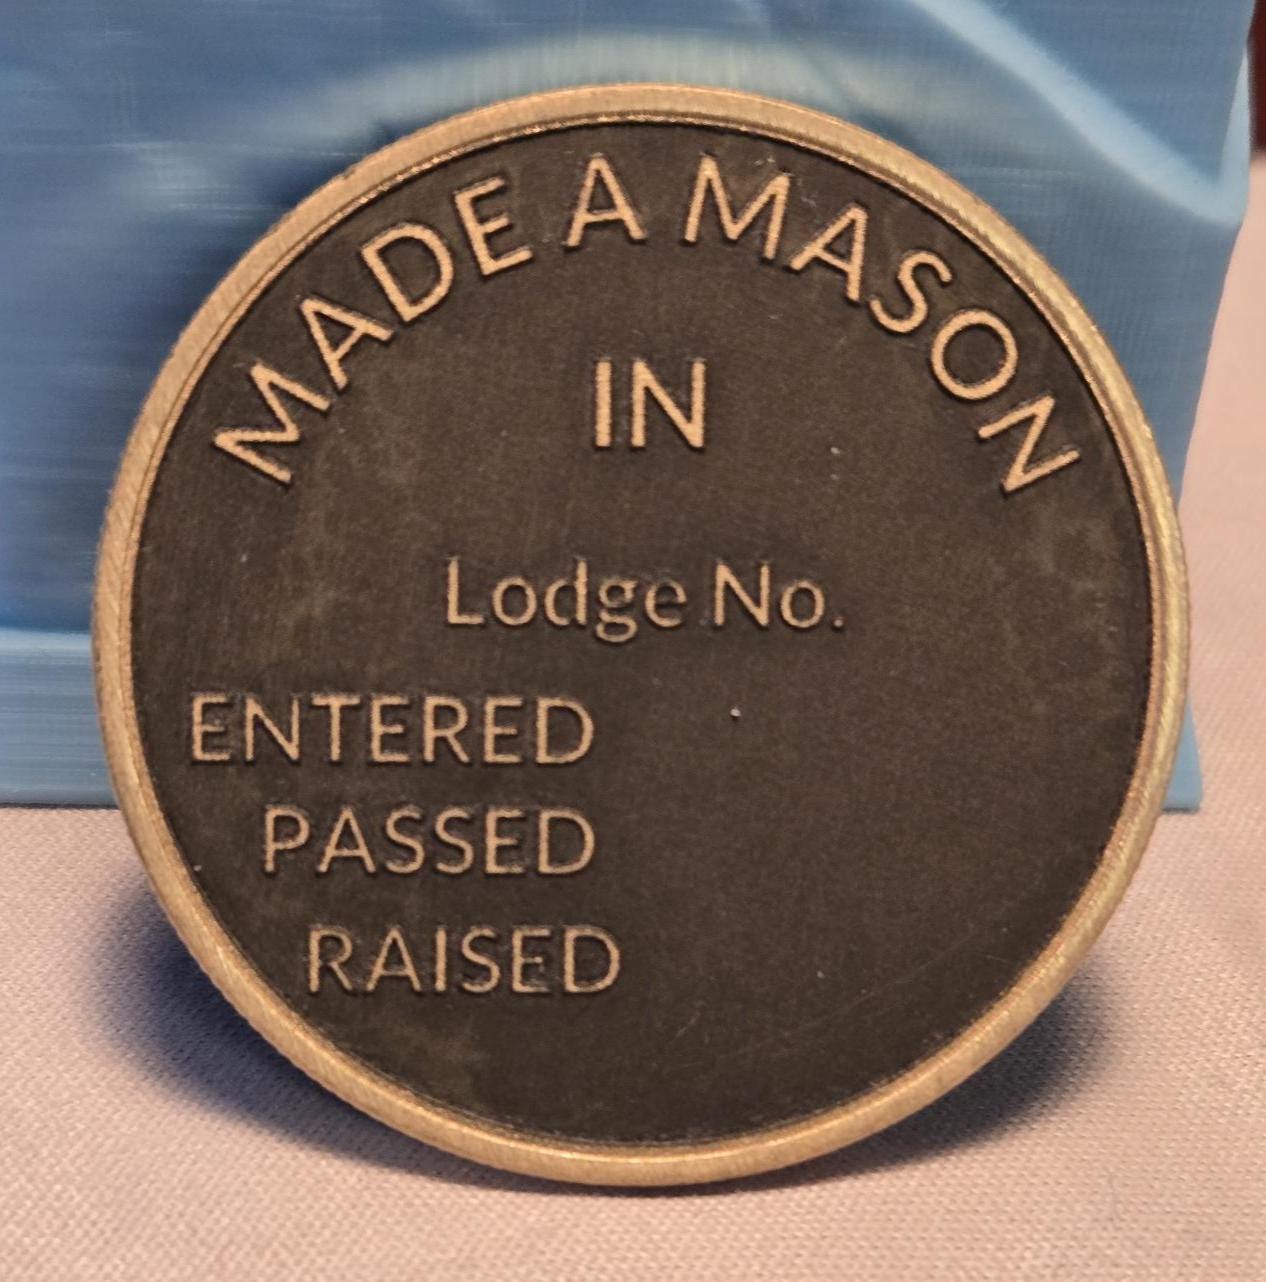 MADE A MASON
IN
Lodge No.
ENTERED
PASSED
RAISED